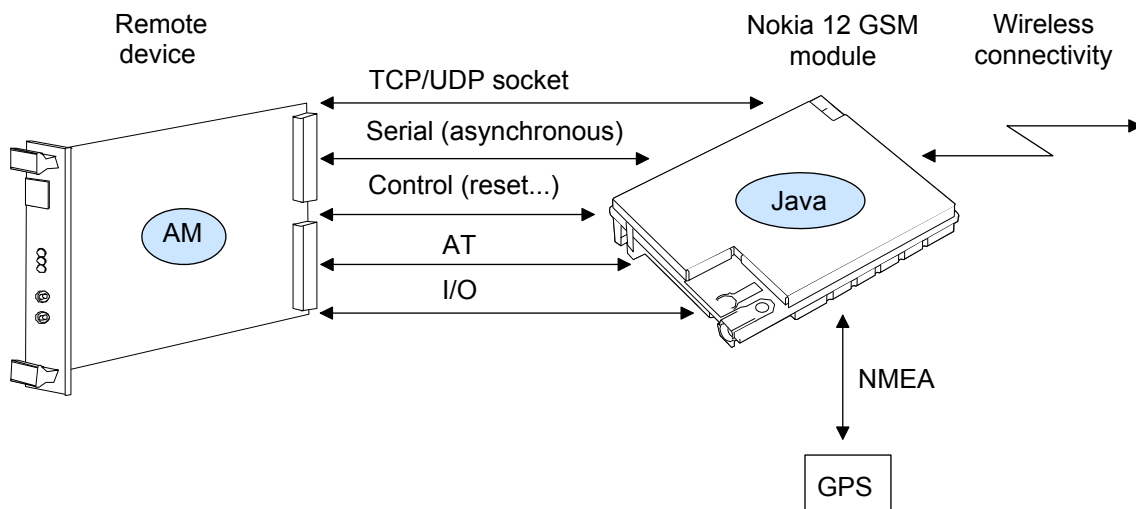 Remote
device
Nokia 12 GSM
module
Wireless
connectivity
TCP/UDP socket
Serial (asynchronous)
Control (reset...)
AT
I/O
AM
Java
NMEA
GPS